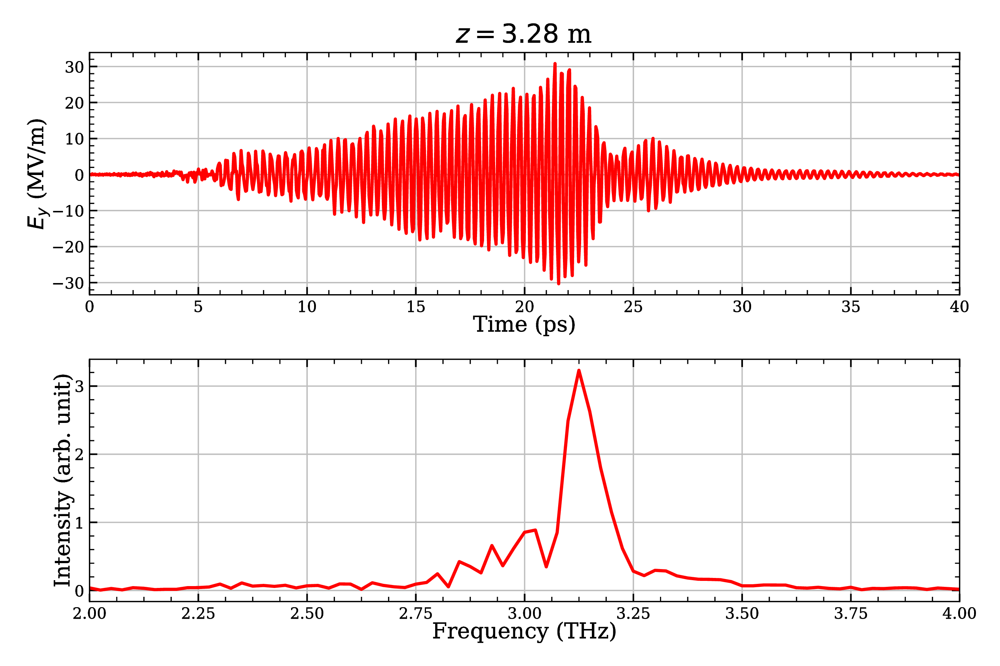 z = 3.28 m
30
20
10
0
−10
−20
−30
E_y (MV/m)
0 5 10 15 20 25 30 35 40
Time (ps)
3
2
1
0
Intensity (arb. unit)
2.00 2.25 2.50 2.75 3.00 3.25 3.50 3.75 4.00
Frequency (THz)